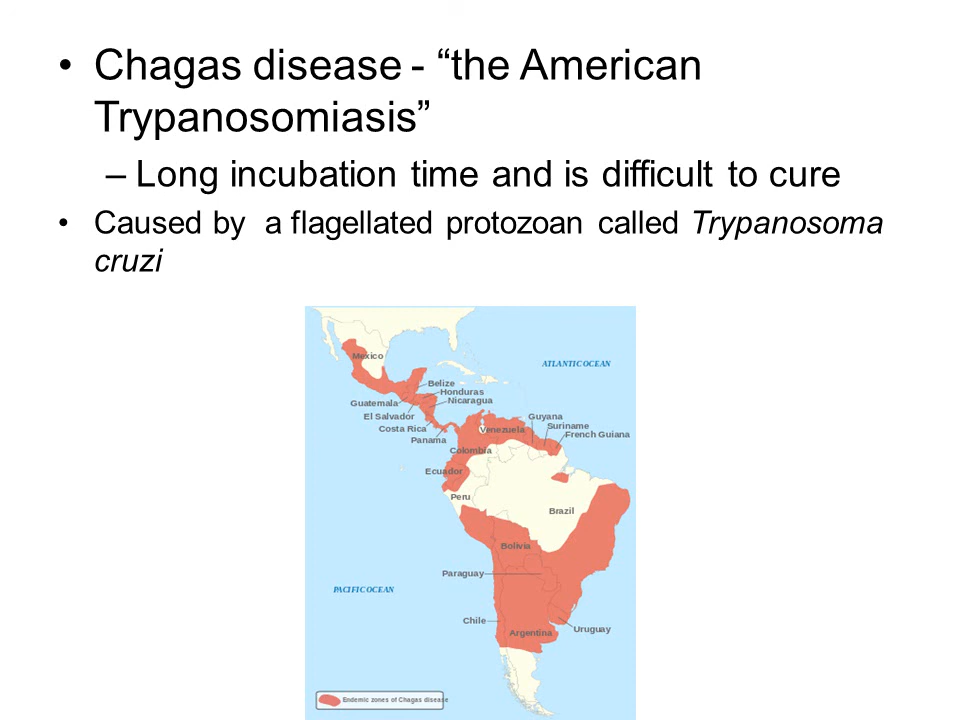 • Chagas disease - “the American
Trypanosomiasis”
– Long incubation time and is difficult to cure
• Caused by a flagellated protozoan called Trypanosoma
cruzi
Mexico
ATLANTIC OCEAN
Belize
Honduras
Nicaragua
Guatemala
El Salvador
Costa Rica
Panama
Guyana
Suriname
French Guiana
Venezuela
Colombia
Ecuador
Peru
Brazil
Bolivia
Paraguay
PACIFIC OCEAN
Chile
Argentina
Uruguay
Endemic zones of Chagas disease